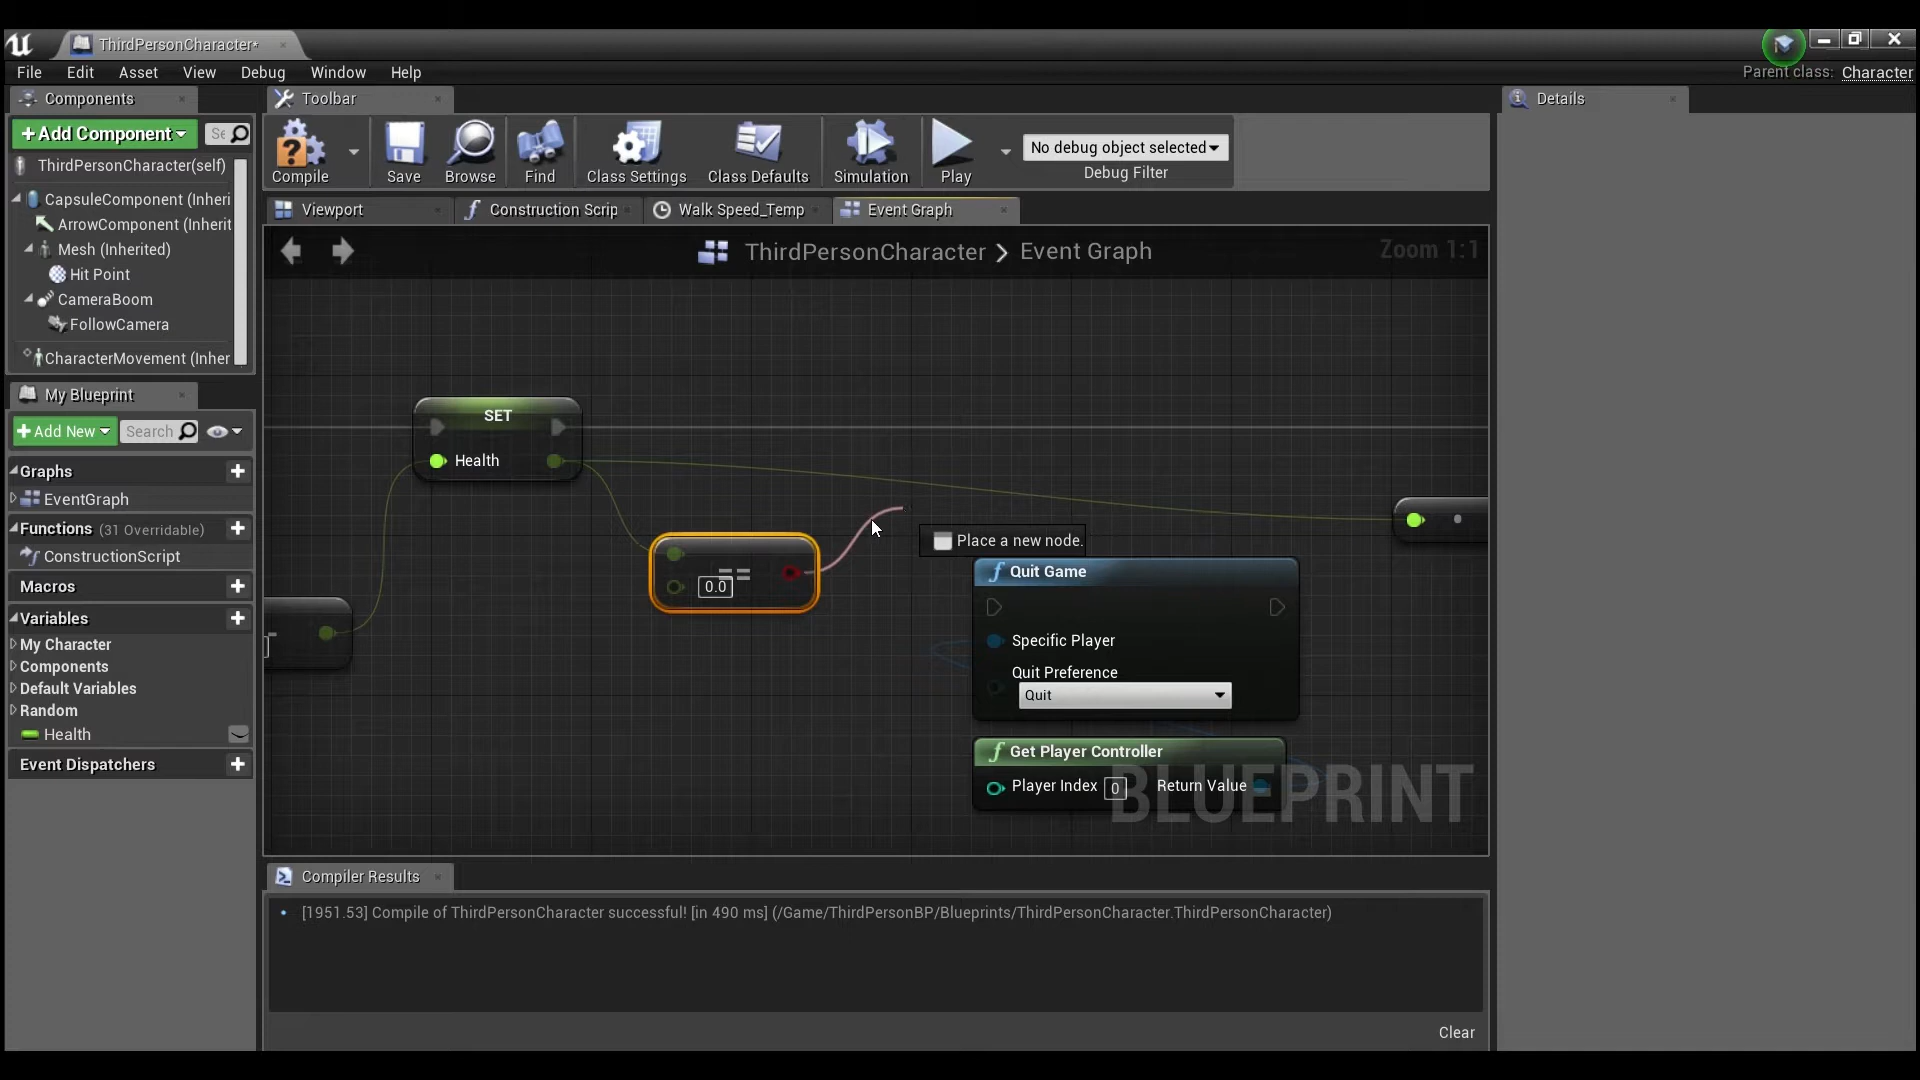 ThirdPersonCharacter*
File Edit Asset View Debug Window Help
Parent class: Character
Components
Toolbar
Details
+Add Component
Se
ThirdPersonCharacter(self)
CapsuleComponent (Inheri
ArrowComponent (Inherit
Mesh (Inherited)
Hit Point
CameraBoom
FollowCamera
CharacterMovement (Inher
Compile
Save
Browse
Find
Class Settings
Class Defaults
Simulation
Play
No debug object selected
Debug Filter
Viewport
Construction Scrip
Walk Speed_Temp
Event Graph
ThirdPersonCharacter > Event Graph
Zoom 1:1
My Blueprint
+Add New
Search
Graphs
EventGraph
Functions (31 Overridable)
ConstructionScript
Macros
Variables
My Character
Components
Default Variables
Random
Health
Event Dispatchers
SET
Health
==
0.0
Place a new node.
Quit Game
Specific Player
Quit Preference
Quit
Get Player Controller
Player Index 0 Return Value
BLUEPRINT
Compiler Results
[1951.53] Compile of ThirdPersonCharacter successful! [in 490 ms] (/Game/ThirdPersonBP/Blueprints/ThirdPersonCharacter.ThirdPersonCharacter)
Clear